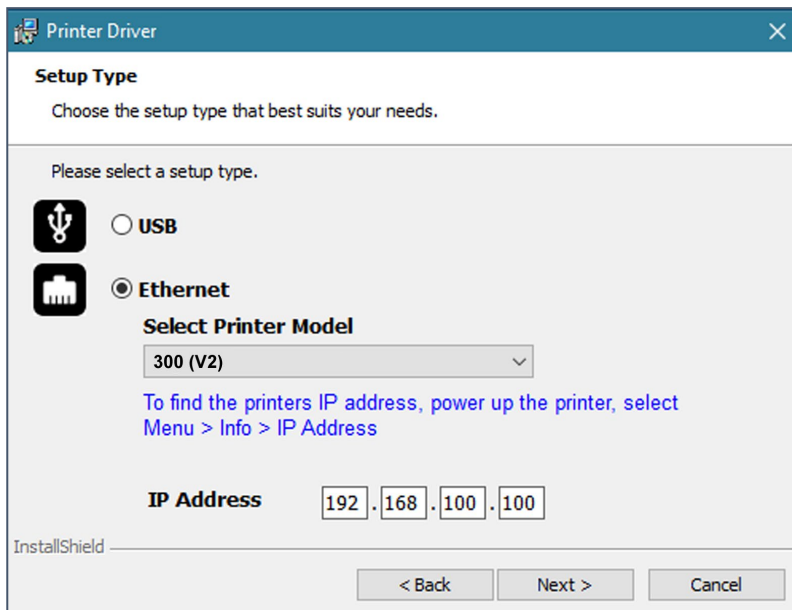 Printer Driver
Setup Type
Choose the setup type that best suits your needs.
Please select a setup type.
USB
Ethernet
Select Printer Model
300 (V2)
To find the printers IP address, power up the printer, select
Menu > Info > IP Address
IP Address 192 . 168 . 100 . 100
InstallShield
< Back Next > Cancel